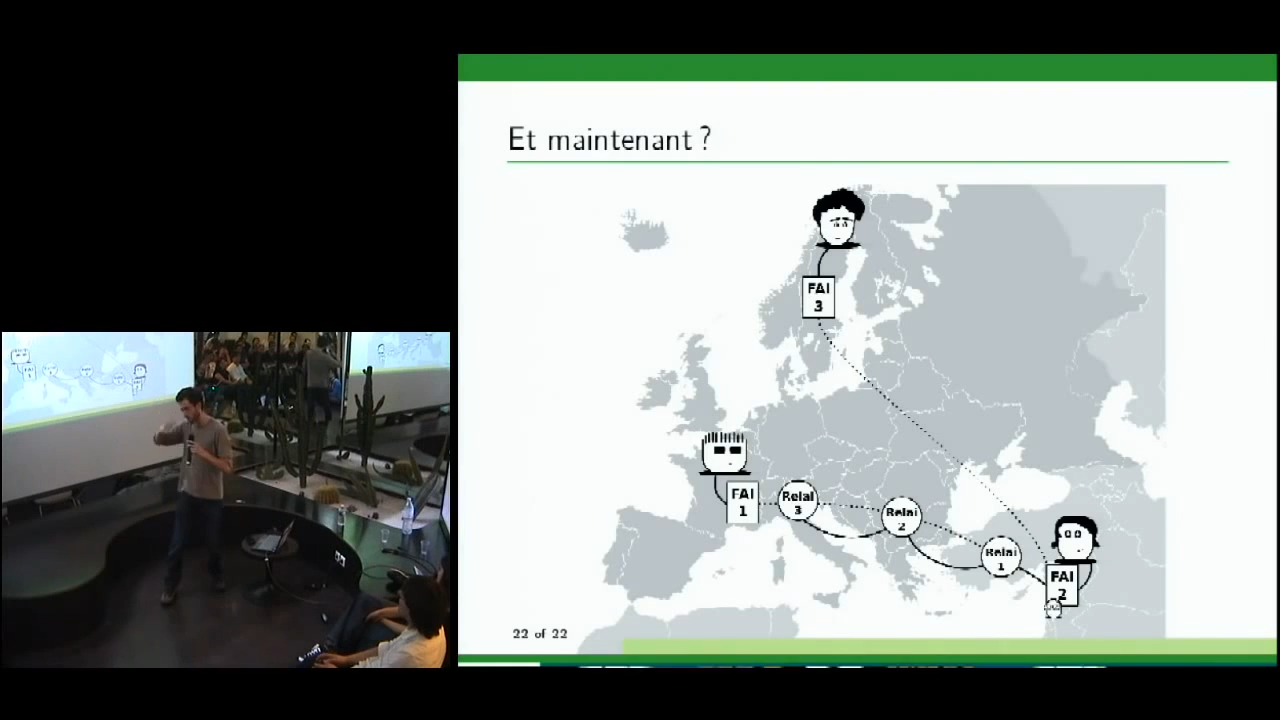 Et maintenant ?
FAI
3
FAI
1
Relai
3
Relai
2
Relai
1
FAI
2
22 of 22